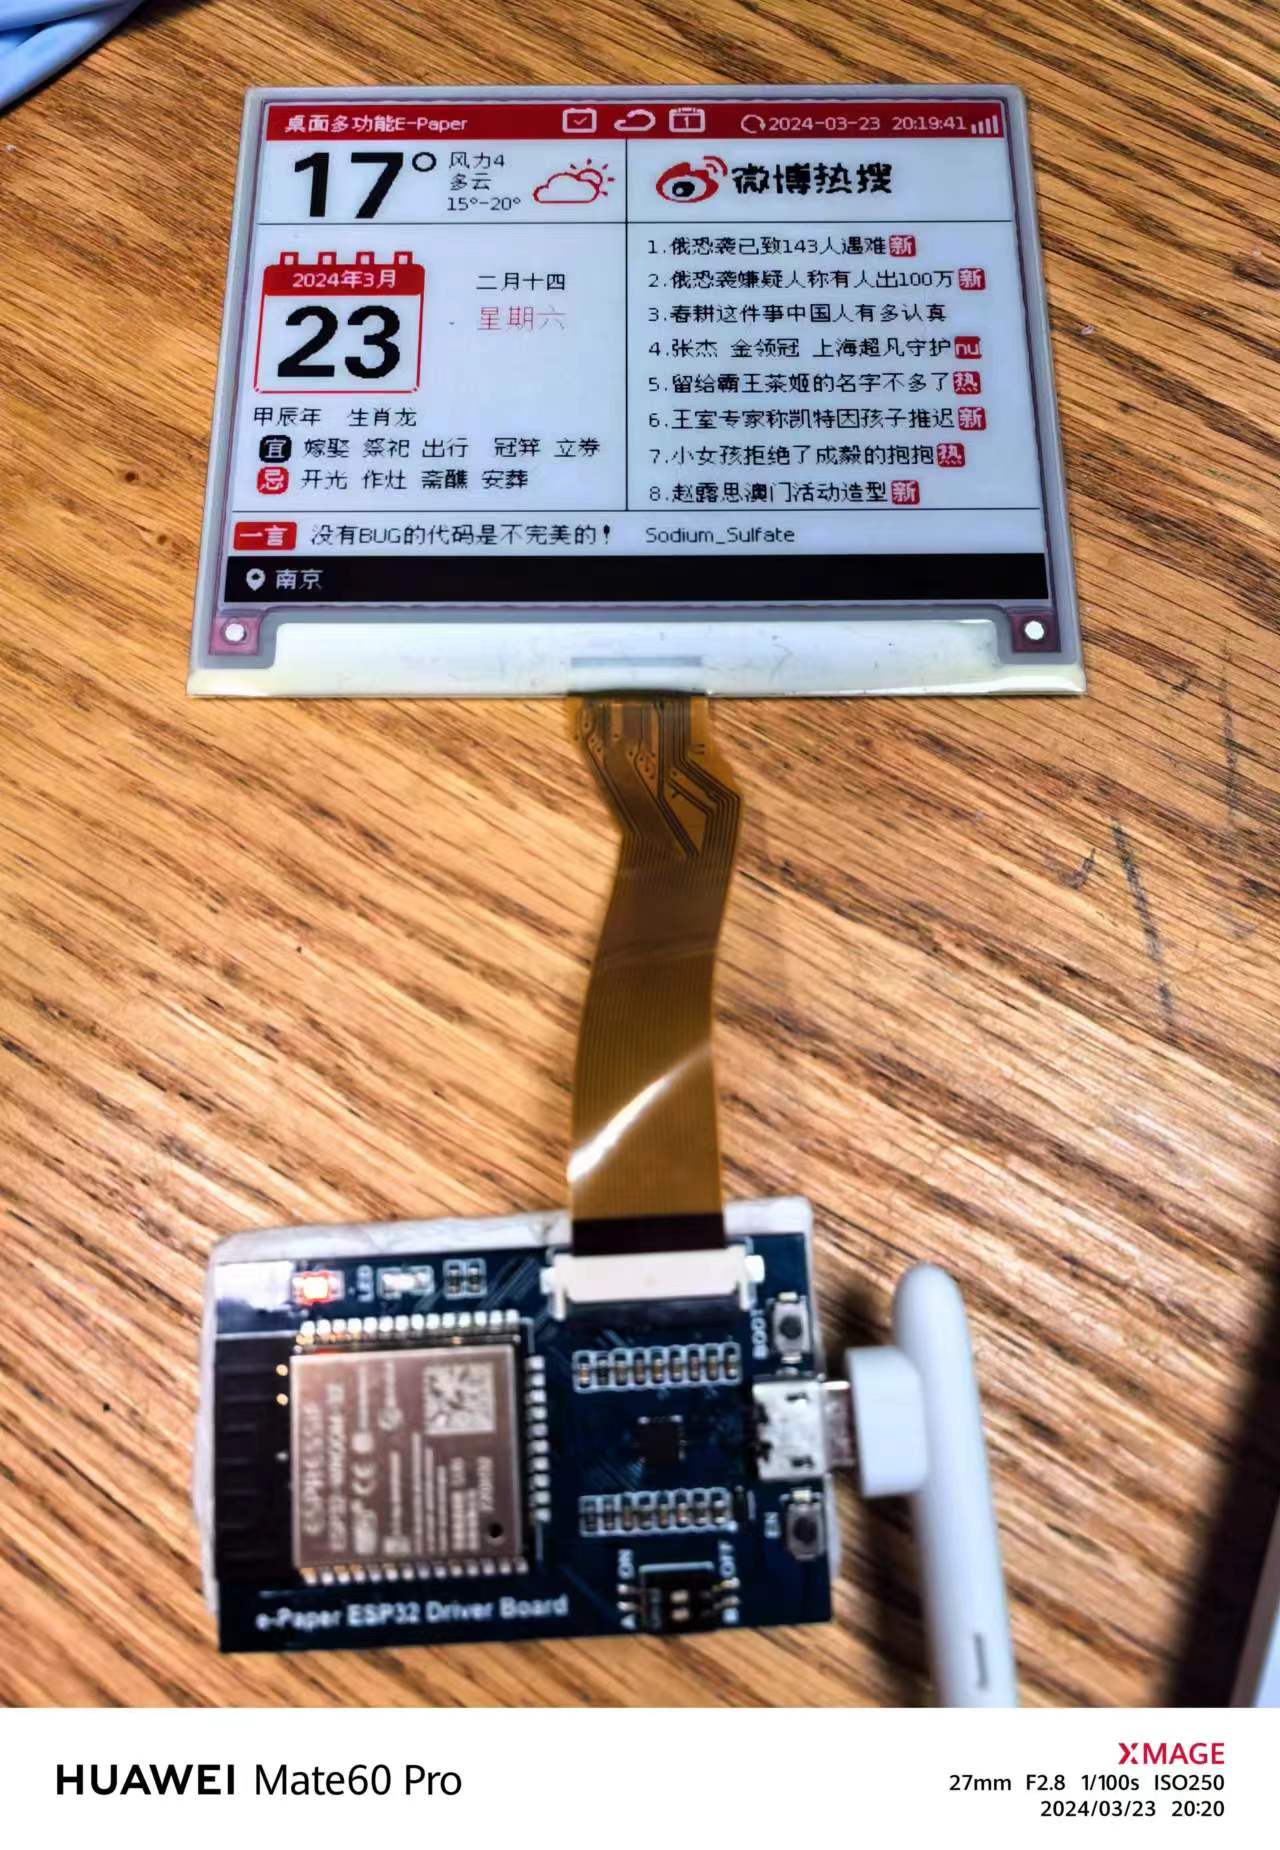 桌面多功能E-Paper
1
2024-03-23 20:19:41
17°
风力4
多云
15°-20°
微博热搜
2024年3月
23
二月十四
星期六
甲辰年 生肖龙
宜 嫁娶 祭祀 出行 冠笄 立券
忌 开光 作灶 斋醮 安葬
1.俄恐袭已致143人遇难 新
2.俄恐袭嫌疑人称有人出100万 新
3.春耕这件事中国人有多认真
4.张杰 金领冠 上海超凡守护 nu
5.留给霸王茶姬的名字不多了 热
6.王室专家称凯特因孩子推迟 新
7.小女孩拒绝了成毅的抱抱 热
8.赵露思澳门活动造型 新
一言 没有BUG的代码是不完美的！ Sodium_Sulfate
南京
LED
BOOT
ESPRESSIF
ESP32-WROOM-32
EN
ON
OFF
A
B
e-Paper ESP32 Driver Board
HUAWEI Mate60 Pro
XMAGE
27mm F2.8 1/100s ISO250
2024/03/23 20:20